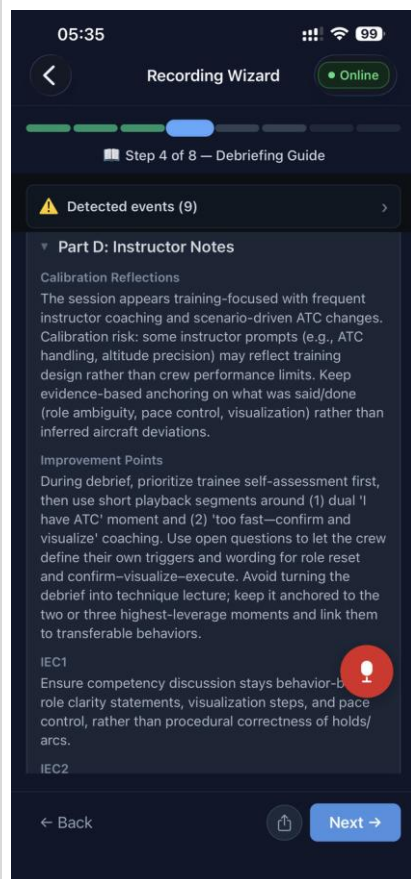 05:35
99
Recording Wizard
Online
Step 4 of 8 — Debriefing Guide
Detected events (9)
Part D: Instructor Notes
Calibration Reflections
The session appears training-focused with frequent
instructor coaching and scenario-driven ATC changes.
Calibration risk: some instructor prompts (e.g., ATC
handling, altitude precision) may reflect training
design rather than crew performance limits. Keep
evidence-based anchoring on what was said/done
(role ambiguity, pace control, visualization) rather than
inferred aircraft deviations.
Improvement Points
During debrief, prioritize trainee self-assessment first,
then use short playback segments around (1) dual 'I
have ATC' moment and (2) 'too fast—confirm and
visualize' coaching. Use open questions to let the crew
define their own triggers and wording for role reset
and confirm–visualize–execute. Avoid turning the
debrief into technique lecture; keep it anchored to the
two or three highest-leverage moments and link them
to transferable behaviors.
IEC1
Ensure competency discussion stays
role clarity statements, visualization steps, and pace
control, rather than procedural correctness of holds/
arcs.
IEC2
← Back
Next →